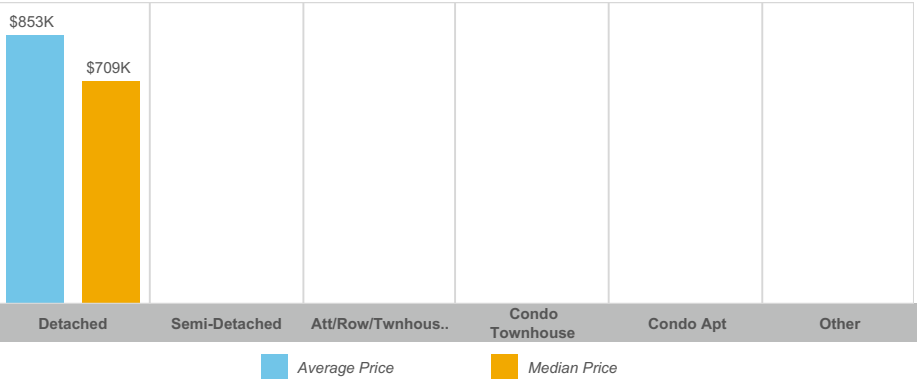 $853K
$709K
Detached
Semi-Detached
Att/Row/Twnhous..
Condo
Townhouse
Condo Apt
Other
Average Price
Median Price